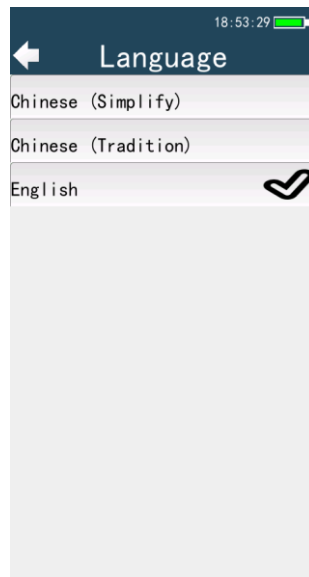 18:53:29
Language
Chinese (Simplify)
Chinese (Tradition)
English